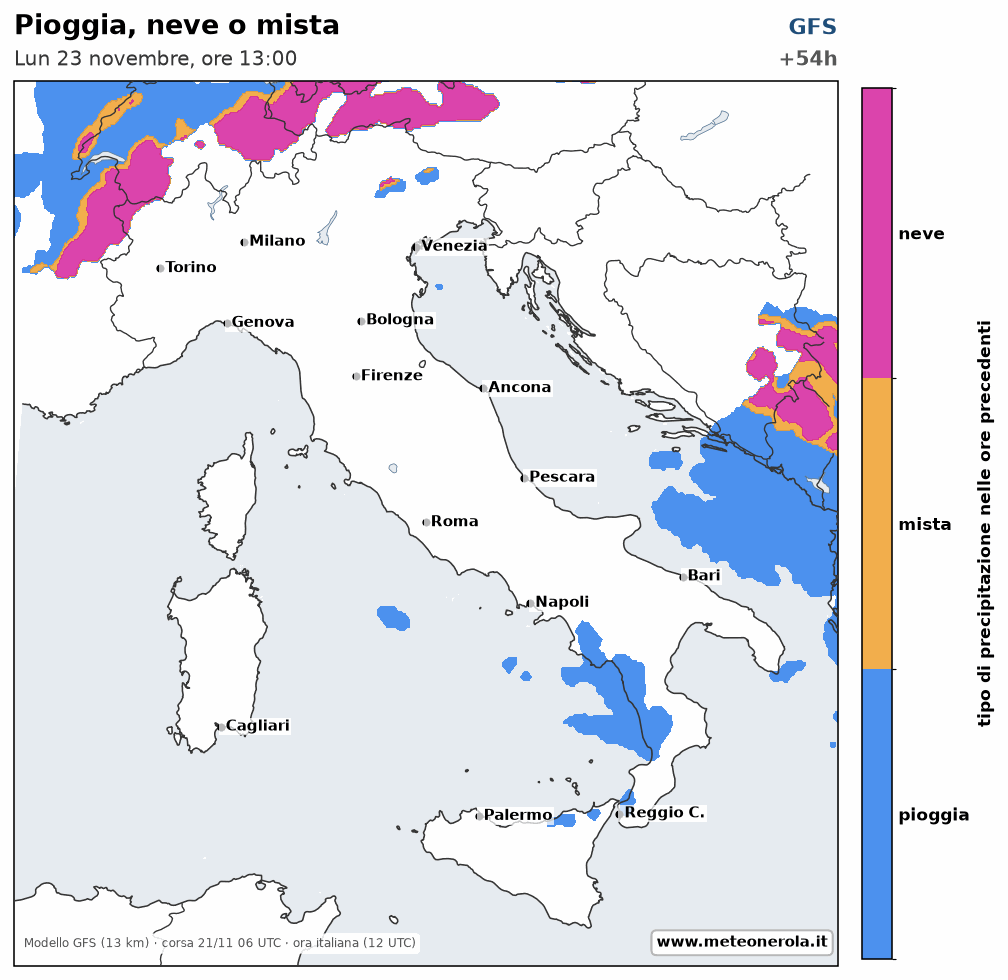 Pioggia, neve o mista
GFS
Lun 23 novembre, ore 13:00
+54h
Milano
Venezia
Torino
Genova
Bologna
Firenze
Ancona
Pescara
Roma
Bari
Napoli
Cagliari
Palermo
Reggio C.
neve
mista
pioggia
tipo di precipitazione nelle ore precedenti
Modello GFS (13 km) · corsa 21/11 06 UTC · ora italiana (12 UTC)
www.meteonerola.it